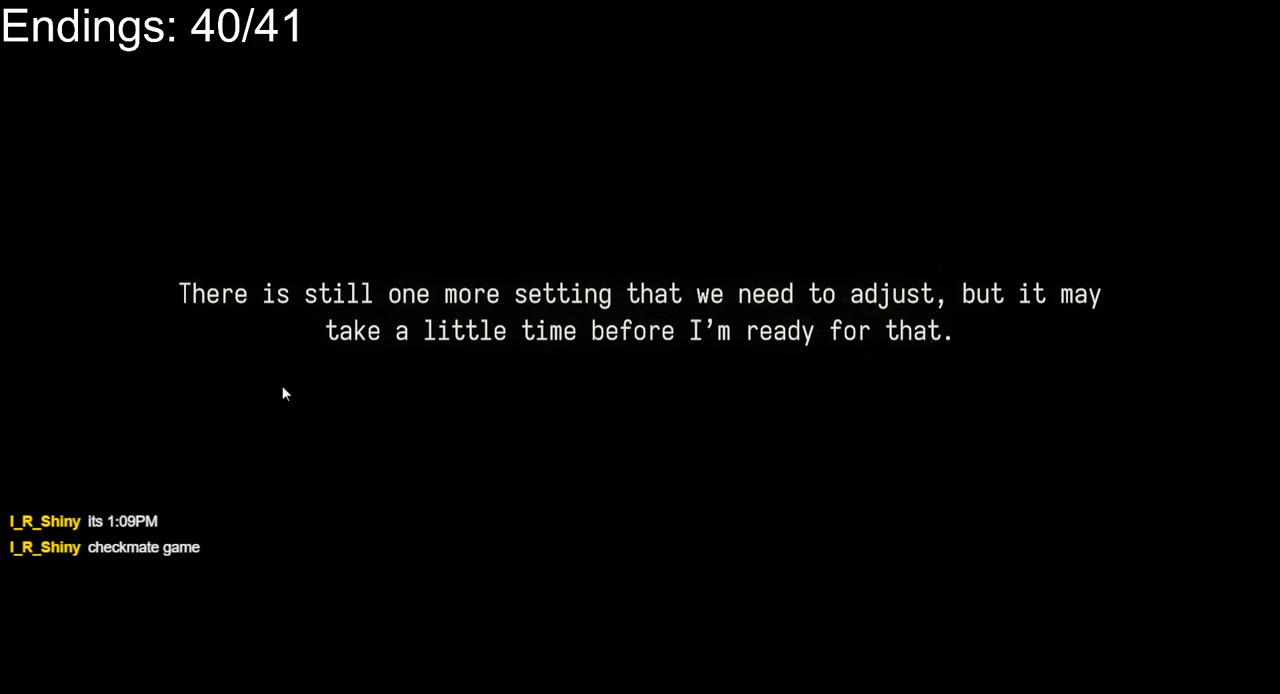 Endings: 40/41
There is still one more setting that we need to adjust, but it may
take a little time before I’m ready for that.
I_R_Shiny its 1:09PM
I_R_Shiny checkmate game